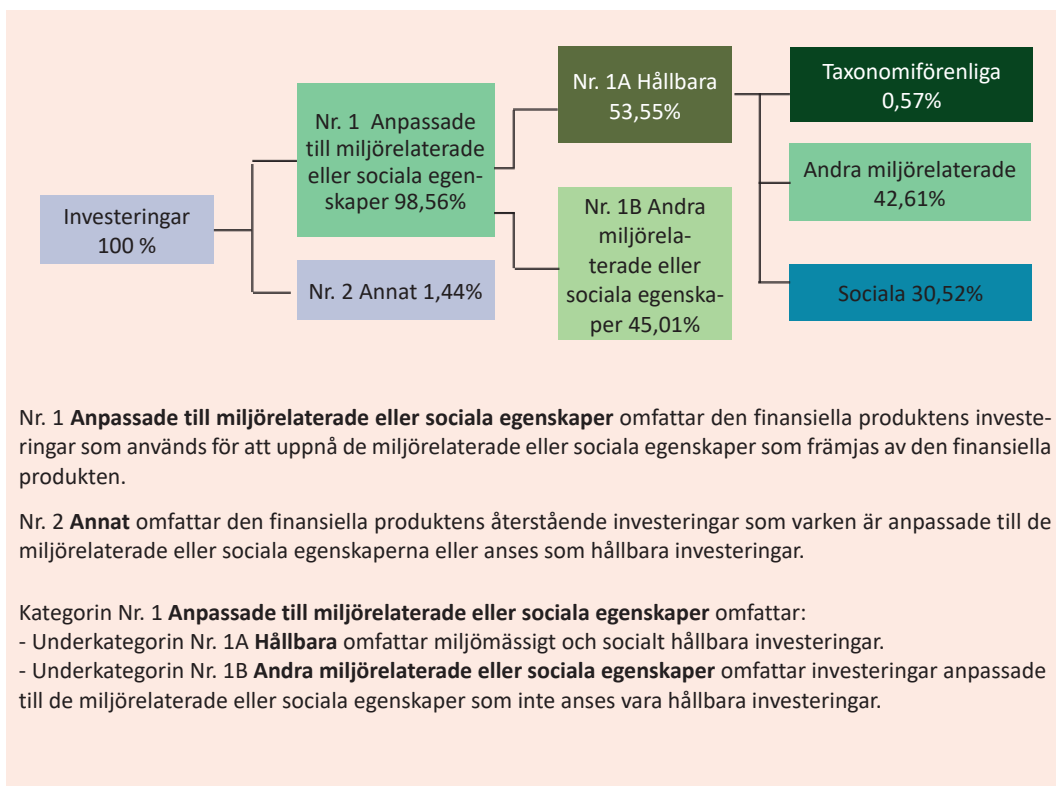 Investeringar
100 %
Nr. 1 Anpassade
till miljörelaterade
eller sociala egen-
skaper 98,56%
Nr. 2 Annat 1,44%
Nr. 1A Hållbara
53,55%
Nr. 1B Andra
miljörela-
terade eller
sociala egenska-
per 45,01%
Taxonomiförenliga
0,57%
Andra miljörelaterade
42,61%
Sociala 30,52%
Nr. 1 Anpassade till miljörelaterade eller sociala egenskaper omfattar den finansiella produktens investe-
ringar som används för att uppnå de miljörelaterade eller sociala egenskaper som främjas av den finansiella
produkten.
Nr. 2 Annat omfattar den finansiella produktens återstående investeringar som varken är anpassade till de
miljörelaterade eller sociala egenskaperna eller anses som hållbara investeringar.
Kategorin Nr. 1 Anpassade till miljörelaterade eller sociala egenskaper omfattar:
- Underkategorin Nr. 1A Hållbara omfattar miljömässigt och socialt hållbara investeringar.
- Underkategorin Nr. 1B Andra miljörelaterade eller sociala egenskaper omfattar investeringar anpassade
till de miljörelaterade eller sociala egenskaper som inte anses vara hållbara investeringar.